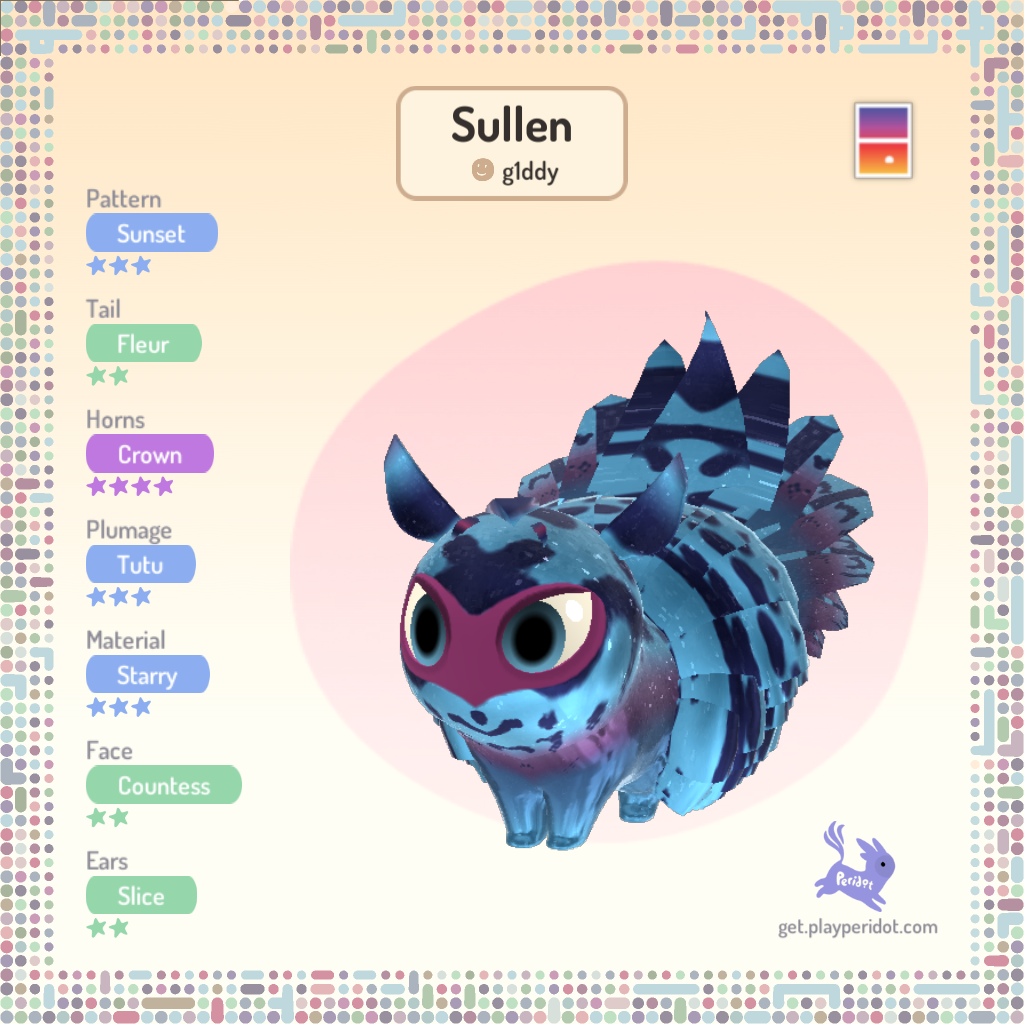 Sullen
g1ddy
Pattern
Sunset
Tail
Fleur
Horns
Crown
Plumage
Tutu
Material
Starry
Face
Countess
Ears
Slice
Peridot
get.playperidot.com